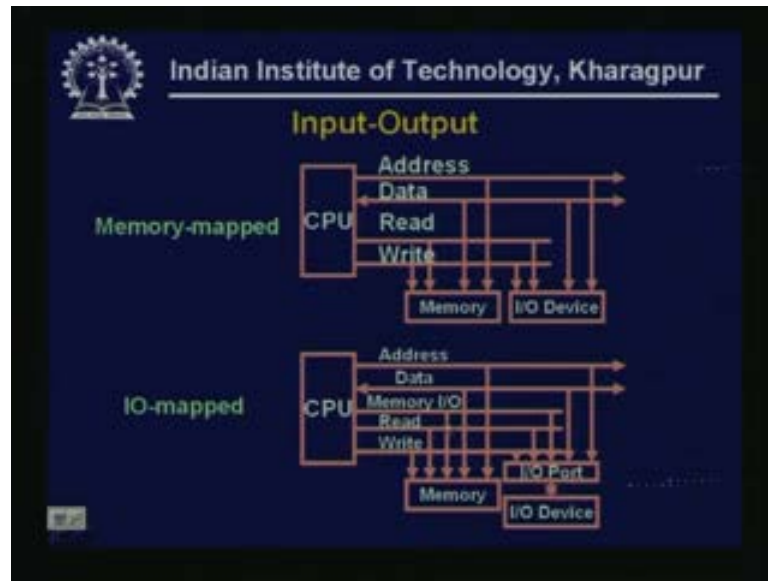 Indian Institute of Technology, Kharagpur
Input-Output
Memory-mapped
CPU
Address
Data
Read
Write
Memory
I/O Device
IO-mapped
CPU
Address
Data
Memory I/O
Read
Write
I/O Port
Memory
I/O Device